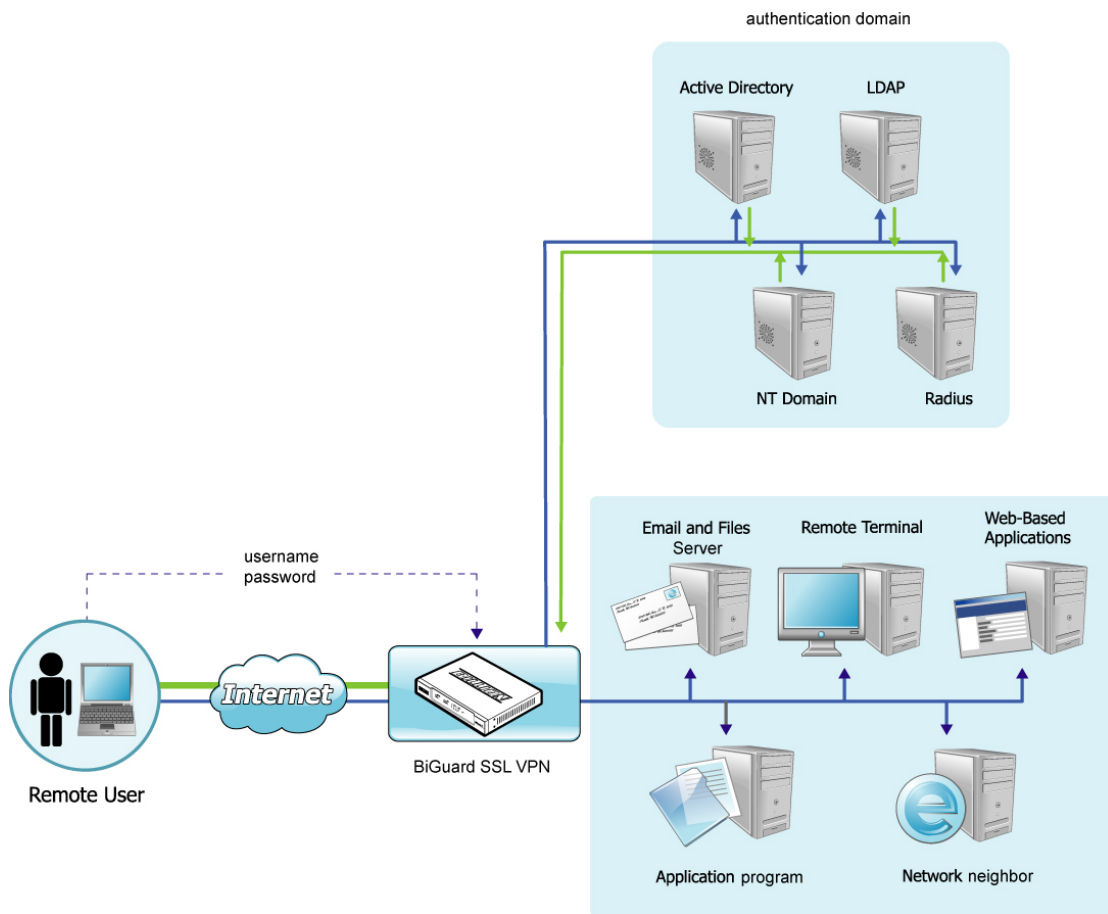 authentication domain
Active Directory
LDAP
NT Domain
Radius
username
password
Internet
BiGuard SSL VPN
Remote User
Email and Files
Server
Remote Terminal
Web-Based
Applications
Application program
Network neighbor